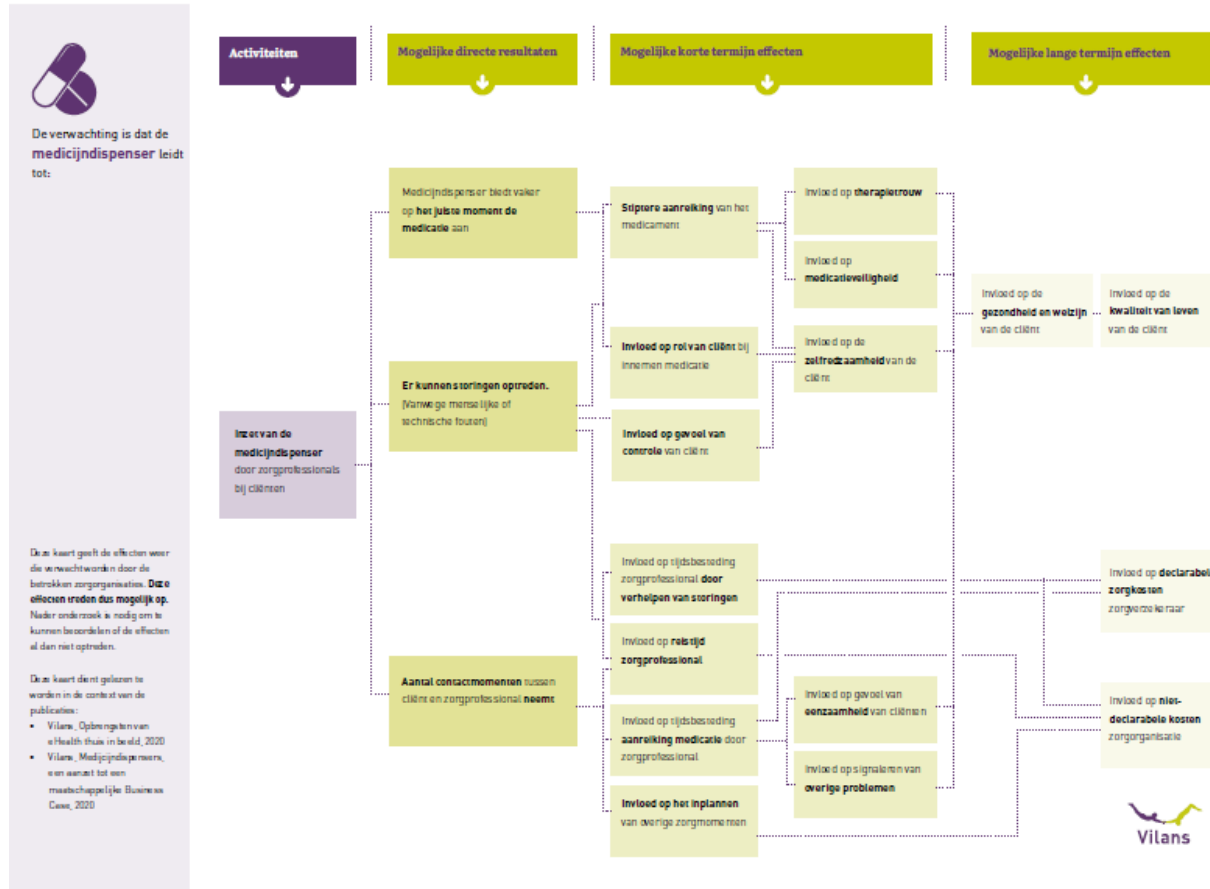 De verwachting is dat de
medicijndispenser leidt
tot:
Deze kaart geeft de effecten weer
die verwacht worden door de
betrokken zorgorganisaties. Deze
effecten treden dus mogelijk op.
Nader onderzoek is nodig om te
kunnen beoordelen of de effecten
al dan niet optreden.
Deze kaart dient gelezen te
worden in de context van de
publicaties:
• Vilans, Opbrengsten van
eHealth thuis in beeld, 2020
• Vilans, Medicijndispensers,
een aanzet tot een
maatschappelijke Business
Case, 2020
Activiteiten
Inzet van de
medicijndispenser
door zorgprofessionals
bij cliënten
Mogelijke directe resultaten
Medicijndispenser biedt vaker
op het juiste moment de
medicatie aan
Er kunnen storingen optreden.
(Vanwege menselijke of
technische fouten)
Aantal contactmomenten tussen
cliënt en zorgprofessional neemt
Mogelijke korte termijn effecten
Stiptere aanreiking van het
medicament
Invloed op rol van cliënt bij
innemen medicatie
Invloed op gevoel van
controle van cliënt
Invloed op tijdsbesteding
zorgprofessional door
verhelpen van storingen
Invloed op reistijd
zorgprofessional
Invloed op tijdsbesteding
aanreiking medicatie door
zorgprofessional
Invloed op het inplannen
van overige zorgmomenten
Invloed op therapietrouw
Invloed op
medicatieveiligheid
Invloed op de
zelfredzaamheid van de
cliënt
Invloed op gevoel van
eenzaamheid van cliënten
Invloed op signaleren van
overige problemen
Mogelijke lange termijn effecten
Invloed op de
gezondheid en welzijn
van de cliënt
Invloed op de
kwaliteit van leven
van de cliënt
Invloed op declarabele
zorgkosten
zorgverzekeraar
Invloed op niet-
declarabele kosten
zorgorganisatie
Vilans